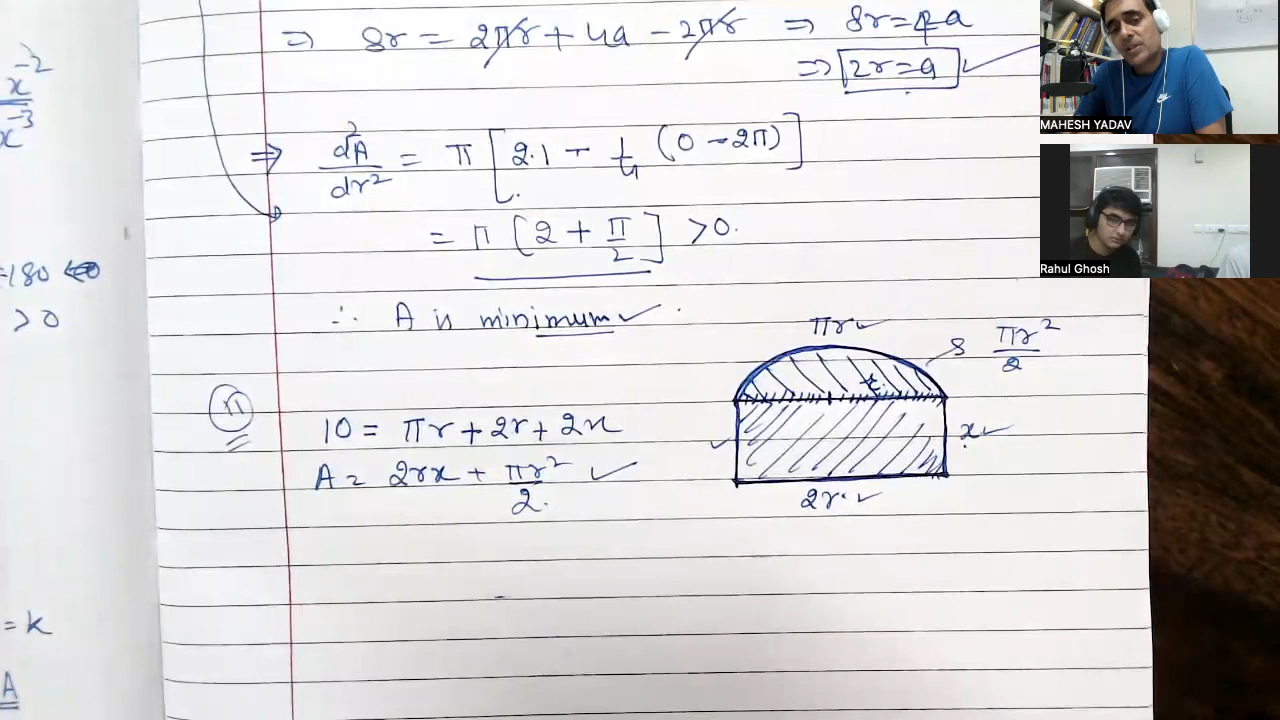 x⁻²
x⁻³
-180
> 0
= k
A
⇒ 8r = 2πr + 4a - 2πr ⇒ 8r = 4a
⇒ 2r = a
⇒ d²A/dr² = π [2.1 - 1/4 (0 - 2π)]
= π [2 + π/2] > 0.
∴ A is minimum ✓
11
10 = πr + 2r + 2x
A = 2rx + πr²/2. ✓
πr ✓
πr²/2
r
x ✓
2r ✓
MAHESH YADAV
Rahul Ghosh